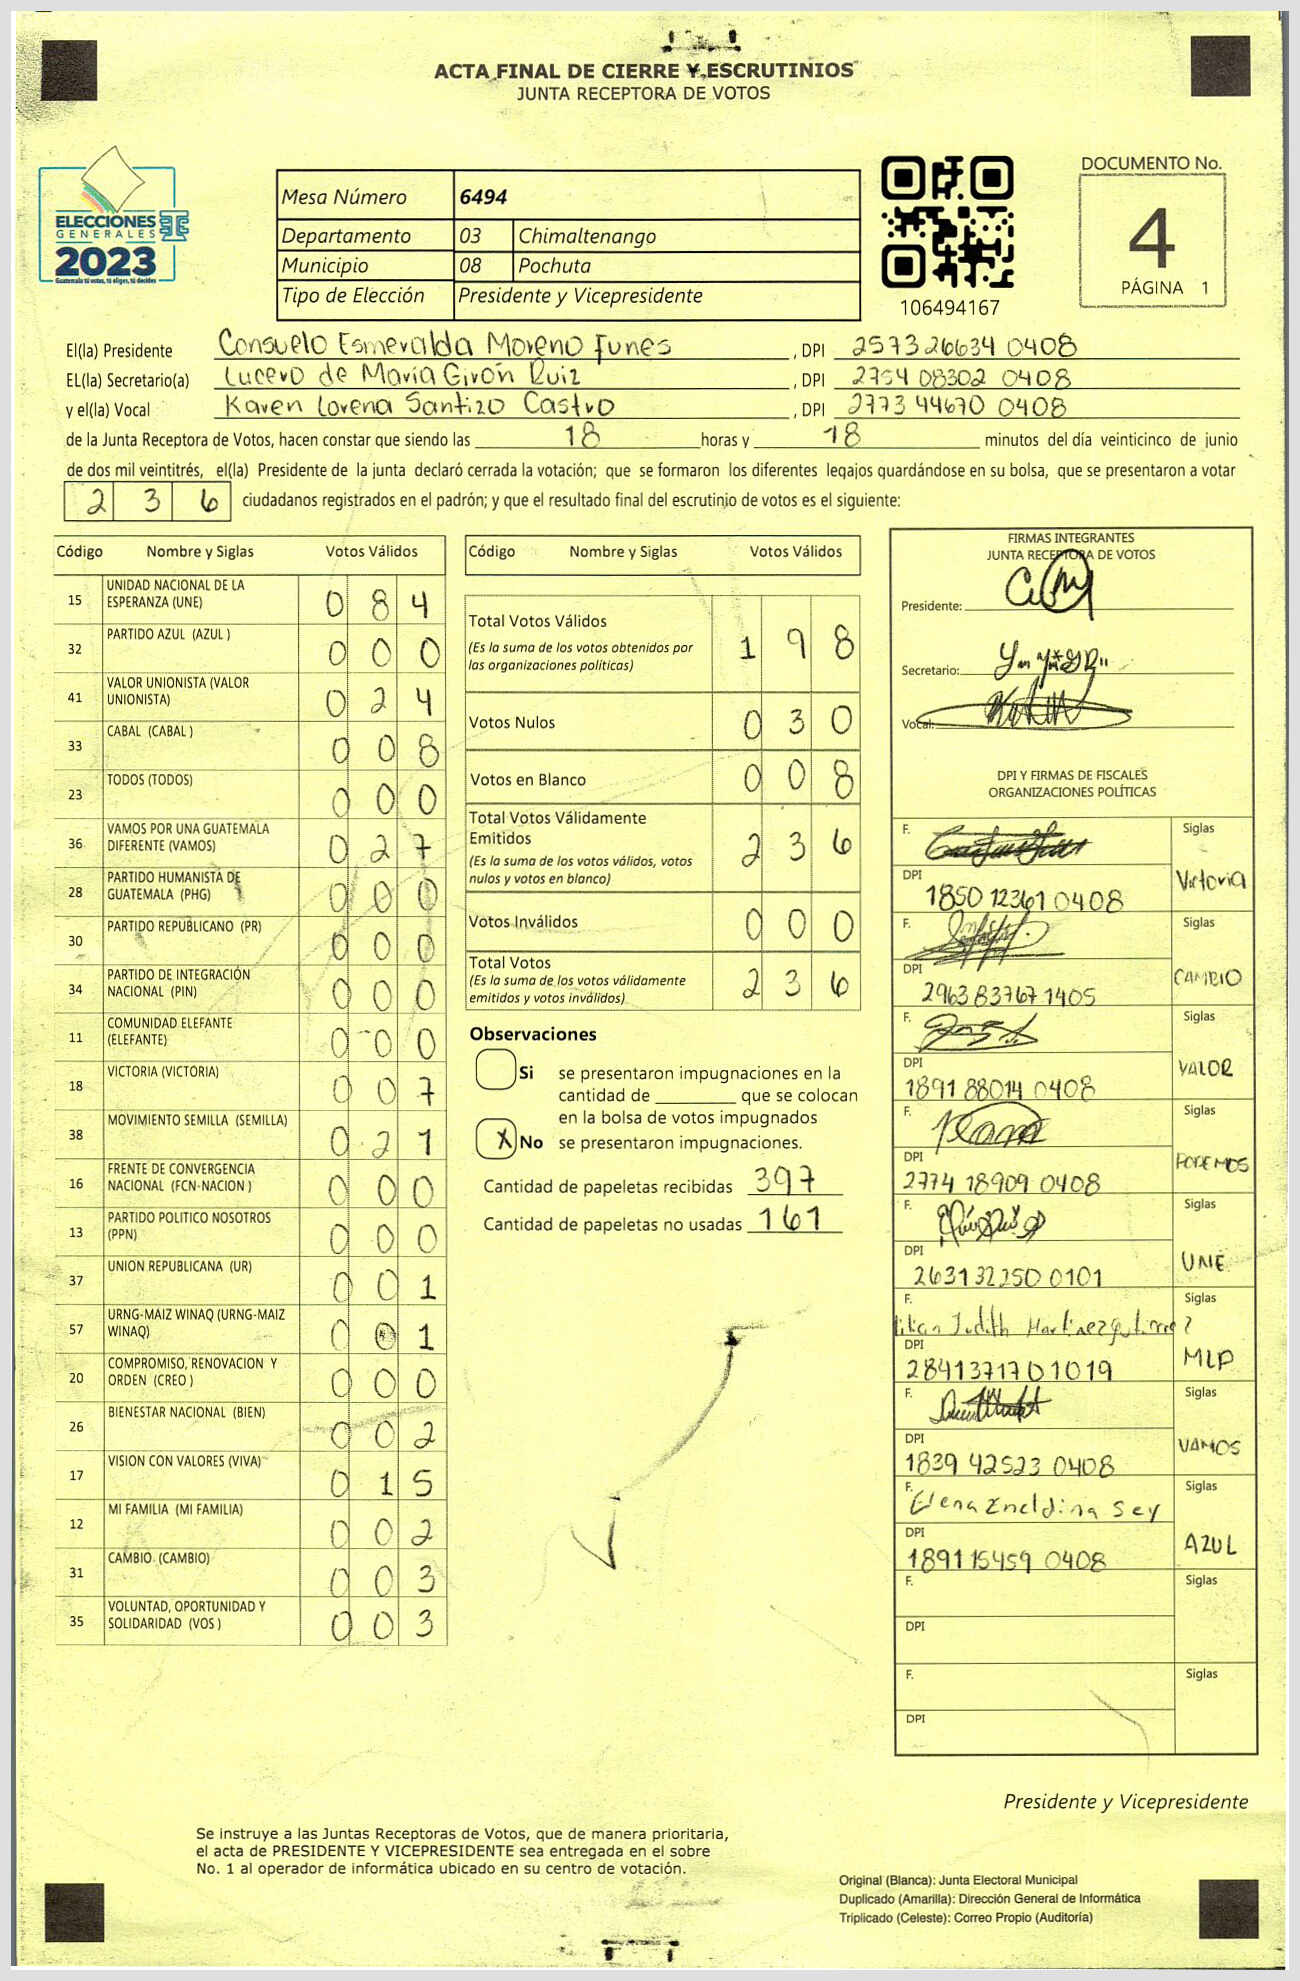 ACTA FINAL DE CIERRE Y ESCRUTINIOS
JUNTA RECEPTORA DE VOTOS
ELECCIONES
GENERALES
2023
Guatemala tú votas, tú eliges, tú decides
Mesa Número 6494
Departamento 03 Chimaltenango
Municipio 08 Pochuta
Tipo de Elección Presidente y Vicepresidente
106494167
DOCUMENTO No.
4
PÁGINA 1
El(la) Presidente Consuelo Esmeralda Moreno Funes , DPI 2573 26634 0408
EL(la) Secretario(a) Lucero de María Girón Ruiz , DPI 2754 08302 0408
y el(la) Vocal Karen Lorena Santizo Castro , DPI 2773 44670 0408
de la Junta Receptora de Votos, hacen constar que siendo las 18 horas y 18 minutos del día veinticinco de junio
de dos mil veintitrés, el(la) Presidente de la junta declaró cerrada la votación; que se formaron los diferentes legajos quardándose en su bolsa, que se presentaron a votar
2 3 6 ciudadanos registrados en el padrón; y que el resultado final del escrutinio de votos es el siguiente:
Código Nombre y Siglas Votos Válidos
15 UNIDAD NACIONAL DE LA ESPERANZA (UNE) 0 8 4
32 PARTIDO AZUL (AZUL ) 0 0 0
41 VALOR UNIONISTA (VALOR UNIONISTA) 0 2 4
33 CABAL (CABAL ) 0 0 8
23 TODOS (TODOS) 0 0 0
36 VAMOS POR UNA GUATEMALA DIFERENTE (VAMOS) 0 2 7
28 PARTIDO HUMANISTA DE GUATEMALA (PHG) 0 0 0
30 PARTIDO REPUBLICANO (PR) 0 0 0
34 PARTIDO DE INTEGRACIÓN NACIONAL (PIN) 0 0 0
11 COMUNIDAD ELEFANTE (ELEFANTE) 0 0 0
18 VICTORIA (VICTORIA) 0 0 7
38 MOVIMIENTO SEMILLA (SEMILLA) 0 2 1
16 FRENTE DE CONVERGENCIA NACIONAL (FCN-NACION ) 0 0 0
13 PARTIDO POLITICO NOSOTROS (PPN) 0 0 0
37 UNION REPUBLICANA (UR) 0 0 1
57 URNG-MAIZ WINAQ (URNG-MAIZ WINAQ) 0 0 1
20 COMPROMISO, RENOVACION Y ORDEN (CREO ) 0 0 0
26 BIENESTAR NACIONAL (BIEN) 0 0 2
17 VISION CON VALORES (VIVA) 0 1 5
12 MI FAMILIA (MI FAMILIA) 0 0 2
31 CAMBIO (CAMBIO) 0 0 3
35 VOLUNTAD, OPORTUNIDAD Y SOLIDARIDAD (VOS ) 0 0 3
Código Nombre y Siglas Votos Válidos
Total Votos Válidos 1 9 8
(Es la suma de los votos obtenidos por
las organizaciones políticas)
Votos Nulos 0 3 0
Votos en Blanco 0 0 8
Total Votos Válidamente
Emitidos 2 3 6
(Es la suma de los votos válidos, votos
nulos y votos en blanco)
Votos Inválidos 0 0 0
Total Votos 2 3 6
(Es la suma de los votos válidamente
emitidos y votos inválidos)
Observaciones
Si se presentaron impugnaciones en la
cantidad de ________ que se colocan
en la bolsa de votos impugnados
X No se presentaron impugnaciones.
Cantidad de papeletas recibidas 397
Cantidad de papeletas no usadas 161
FIRMAS INTEGRANTES
JUNTA RECEPTORA DE VOTOS
Presidente:
Secretario:
Vocal:
DPI Y FIRMAS DE FISCALES
ORGANIZACIONES POLÍTICAS
F. Siglas
DPI 1850 12361 0408 Victoria
F. Siglas
DPI 2963 83767 1405 CAMBIO
F. Siglas
DPI 1891 88014 0408 VALOR
F. Siglas
DPI 2774 18909 0408 PODEMOS
F. Siglas
DPI 2631 32250 0101 UNE
F. Lilian Judith Martinez Siglas
DPI 2841371701019 MLP
F. Siglas
DPI 1839 42523 0408 VAMOS
F. Elena Siglas
DPI 1891 15459 0408 AZUL
F. Siglas
DPI
F. Siglas
DPI
Presidente y Vicepresidente
Se instruye a las Juntas Receptoras de Votos, que de manera prioritaria,
el acta de PRESIDENTE Y VICEPRESIDENTE sea entregada en el sobre
No. 1 al operador de informática ubicado en su centro de votación.
Original (Blanca): Junta Electoral Municipal
Duplicado (Amarilla): Dirección General de Informática
Triplicado (Celeste): Correo Propio (Auditoría)